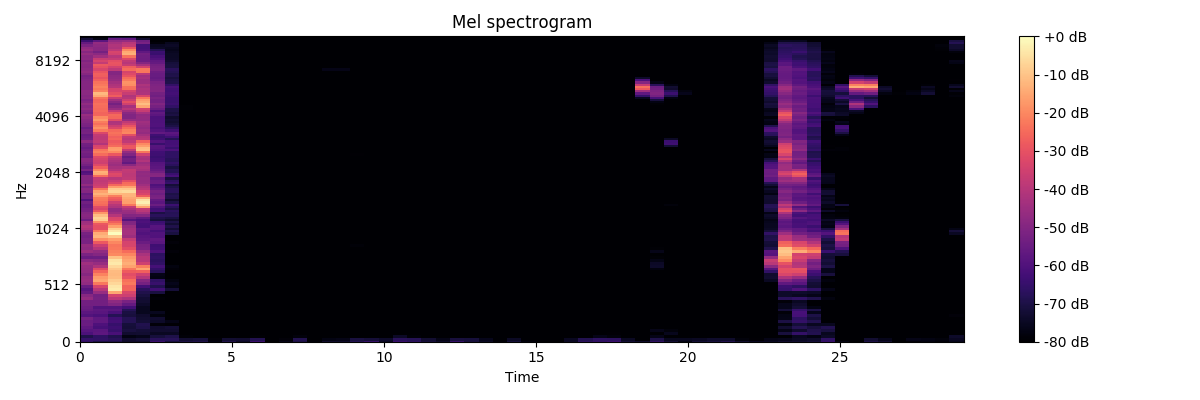 Mel spectrogram
8192
4096
2048
1024
512
0
Hz
0 5 10 15 20 25
Time
+0 dB
-10 dB
-20 dB
-30 dB
-40 dB
-50 dB
-60 dB
-70 dB
-80 dB